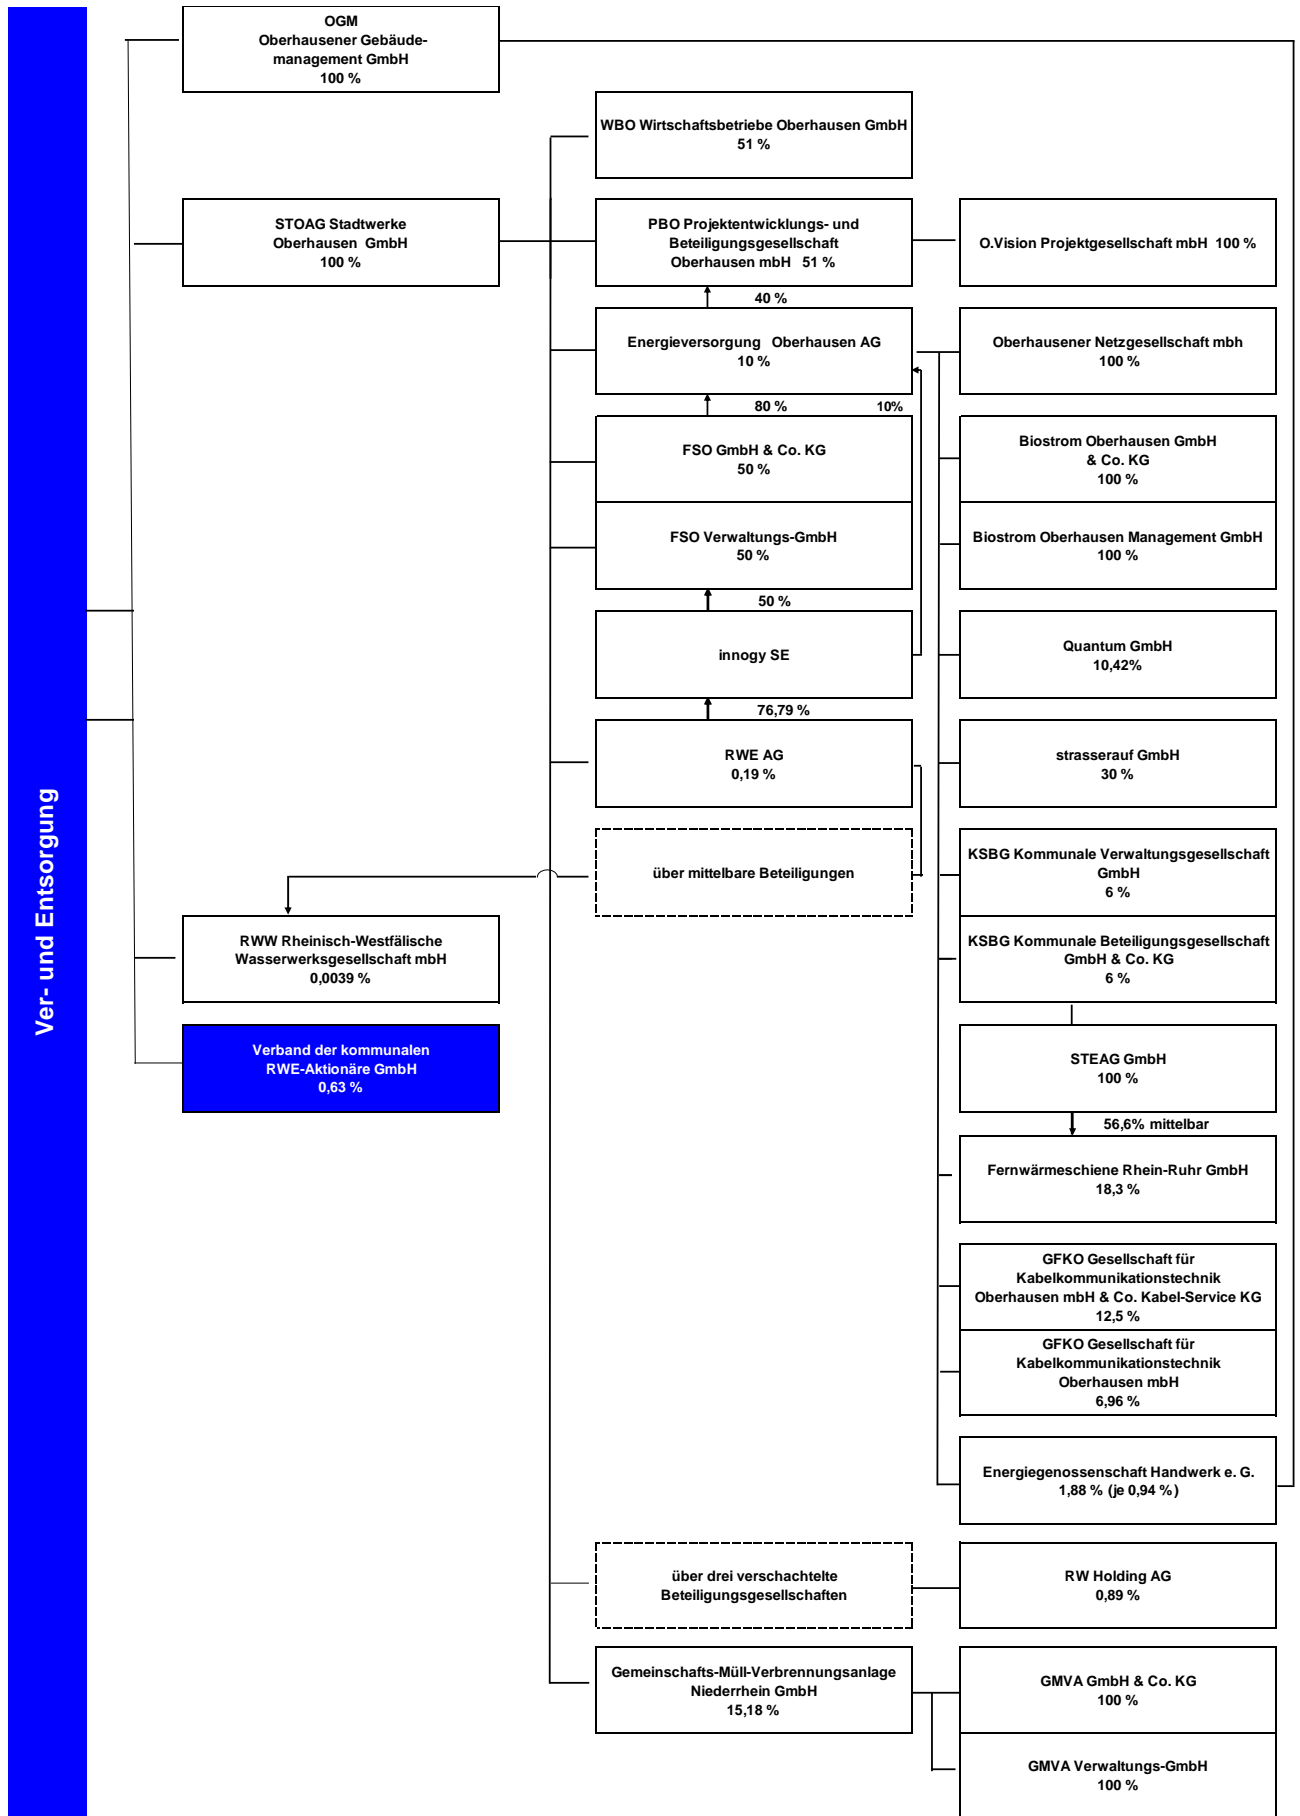 Ver- und Entsorgung
OGM
Oberhausener Gebäude-
management GmbH
100 %
WBO Wirtschaftsbetriebe Oberhausen GmbH
51 %
STOAG Stadtwerke
Oberhausen GmbH
100 %
PBO Projektentwicklungs- und
Beteiligungsgesellschaft
Oberhausen mbH 51 %
O.Vision Projektgesellschaft mbH 100 %
40 %
Energieversorgung Oberhausen AG
10 %
Oberhausener Netzgesellschaft mbh
100 %
80 %
10%
FSO GmbH & Co. KG
50 %
Biostrom Oberhausen GmbH
& Co. KG
100 %
FSO Verwaltungs-GmbH
50 %
Biostrom Oberhausen Management GmbH
100 %
50 %
innogy SE
Quantum GmbH
10,42%
76,79 %
RWE AG
0,19 %
strasserauf GmbH
30 %
über mittelbare Beteiligungen
KSBG Kommunale Verwaltungsgesellschaft
GmbH
6 %
RWW Rheinisch-Westfälische
Wasserwerksgesellschaft mbH
0,0039 %
KSBG Kommunale Beteiligungsgesellschaft
GmbH & Co. KG
6 %
Verband der kommunalen
RWE-Aktionäre GmbH
0,63 %
STEAG GmbH
100 %
56,6% mittelbar
Fernwärmeschiene Rhein-Ruhr GmbH
18,3 %
GFKO Gesellschaft für
Kabelkommunikationstechnik
Oberhausen mbH & Co. Kabel-Service KG
12,5 %
GFKO Gesellschaft für
Kabelkommunikationstechnik
Oberhausen mbH
6,96 %
Energiegenossenschaft Handwerk e. G.
1,88 % (je 0,94 %)
über drei verschachtelte
Beteiligungsgesellschaften
RW Holding AG
0,89 %
Gemeinschafts-Müll-Verbrennungsanlage
Niederrhein GmbH
15,18 %
GMVA GmbH & Co. KG
100 %
GMVA Verwaltungs-GmbH
100 %